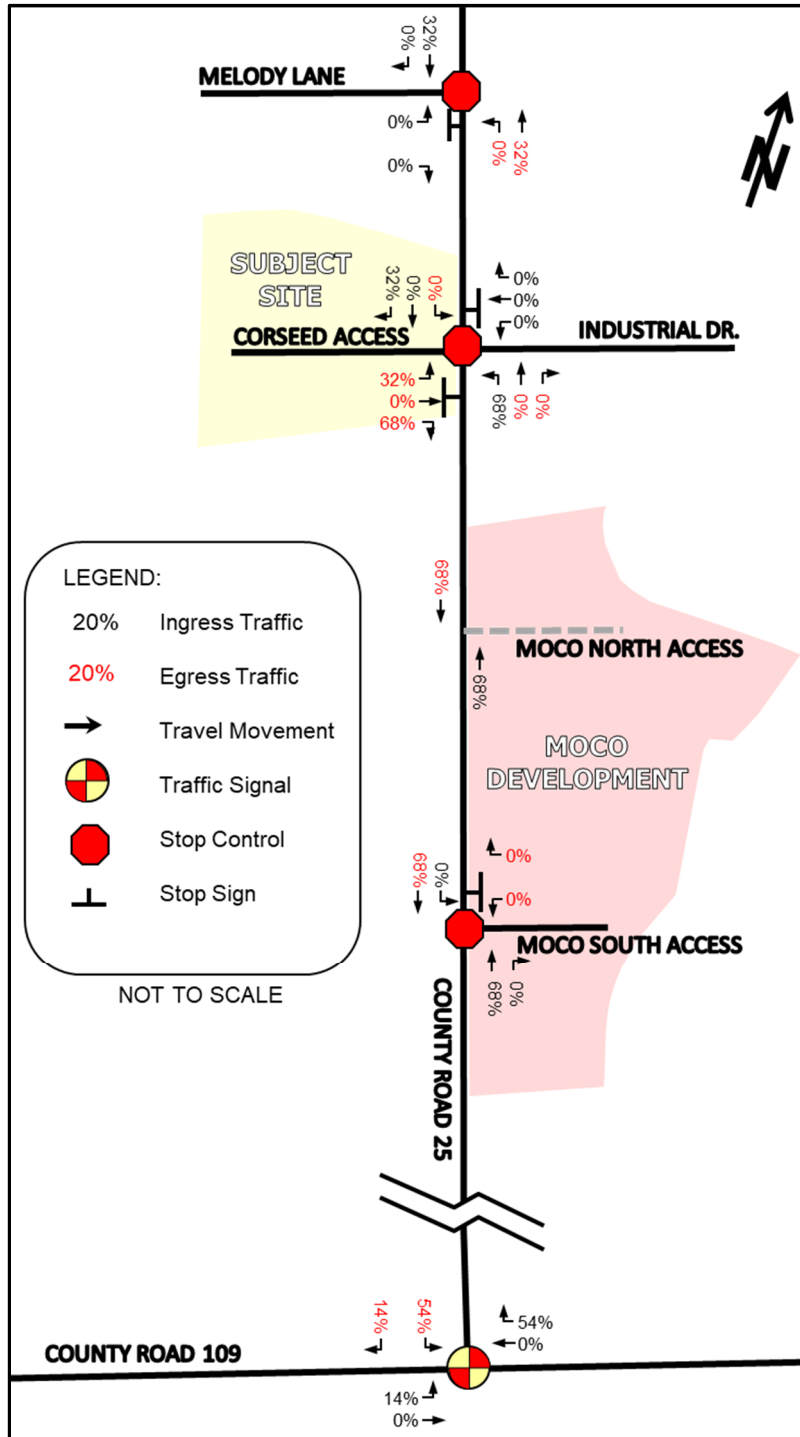 0%
32%
MELODY LANE
0%
0%
32%
0%
N
SUBJECT
SITE
32%
0%
0%
0%
0%
0%
CORSEED ACCESS
INDUSTRIAL DR.
32%
0%
68%
68%
0%
0%
68%
MOCO NORTH ACCESS
68%
MOCO
DEVELOPMENT
LEGEND:
20% Ingress Traffic
20% Egress Traffic
Travel Movement
Traffic Signal
Stop Control
Stop Sign
NOT TO SCALE
68%
0%
0%
0%
MOCO SOUTH ACCESS
68%
0%
COUNTY ROAD 25
14%
54%
54%
0%
COUNTY ROAD 109
14%
0%